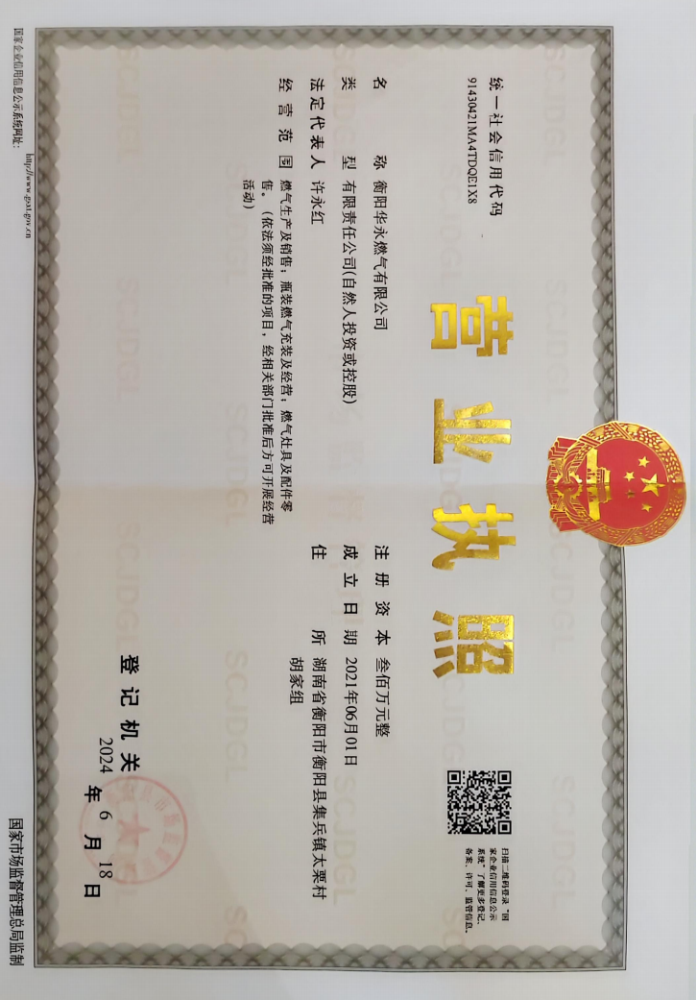 营业执照
统一社会信用代码
91430421MA4TDQE1X8
扫描二维码登录“国
家企业信用信息公示
系统”了解更多登记、
备案、许可、监管信息。
名 称 衡阳华永燃气有限公司
类 型 有限责任公司(自然人投资或控股)
法定代表人 许永红
经营范围 燃气生产及销售；瓶装燃气充装及经营；燃气灶具及配件零
售。（依法须经批准的项目，经相关部门批准后方可开展经营
活动）
注册资本 叁佰万元整
成立日期 2021年06月01日
住 所 湖南省衡阳市衡阳县集兵镇太栗村
胡家组
登记机关
2024 年 6 月 18 日
国家企业信用信息公示系统网址：
http://www.gsxt.gov.cn
国家市场监督管理总局监制
SCJDGL